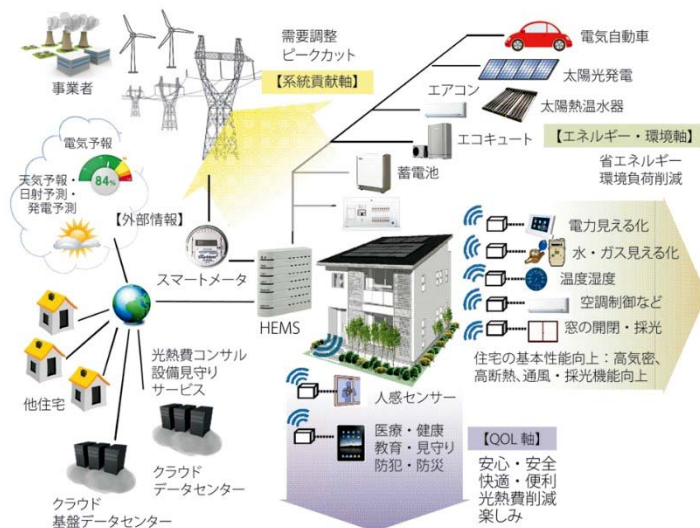 需要調整
ピークカット
【系統貢献軸】
事業者
電気自動車
太陽光発電
エアコン
太陽熱温水器
エコキュート
【エネルギー・環境軸】
省エネルギー
環境負荷削減
蓄電池
電気予報
84%
天気予報・
日射予測・
発電予測
【外部情報】
スマートメータ
HEMS
電力見える化
水・ガス見える化
温度湿度
空調制御など
窓の開閉・採光
住宅の基本性能向上：高気密、
高断熱、通風・採光機能向上
他住宅
光熱費コンサル
設備見守り
サービス
クラウド
データセンター
クラウド
基盤データセンター
人感センサー
医療・健康
教育・見守り
防犯・防災
【QOL 軸】
安心・安全
快適・便利
光熱費削減
楽しみ